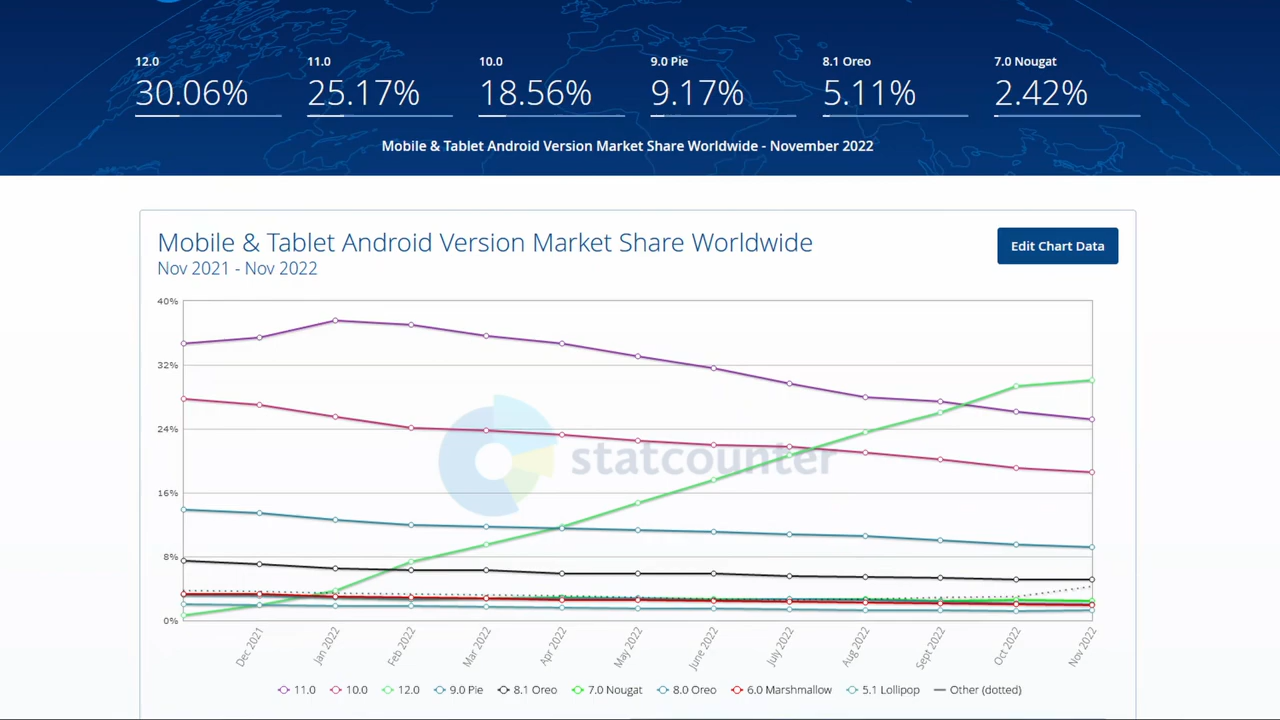 12.0 11.0 10.0 9.0 Pie 8.1 Oreo 7.0 Nougat
30.06% 25.17% 18.56% 9.17% 5.11% 2.42%
Mobile & Tablet Android Version Market Share Worldwide - November 2022
Mobile & Tablet Android Version Market Share Worldwide
Edit Chart Data
Nov 2021 - Nov 2022
40%
32%
24%
statcounter
16%
8%
0%
Dec 2021 Jan 2022 Feb 2022 Mar 2022 Apr 2022 May 2022 June 2022 July 2022 Aug 2022 Sept 2022 Oct 2022 Nov 2022
11.0 10.0 12.0 9.0 Pie 8.1 Oreo 7.0 Nougat 8.0 Oreo 6.0 Marshmallow 5.1 Lollipop Other (dotted)